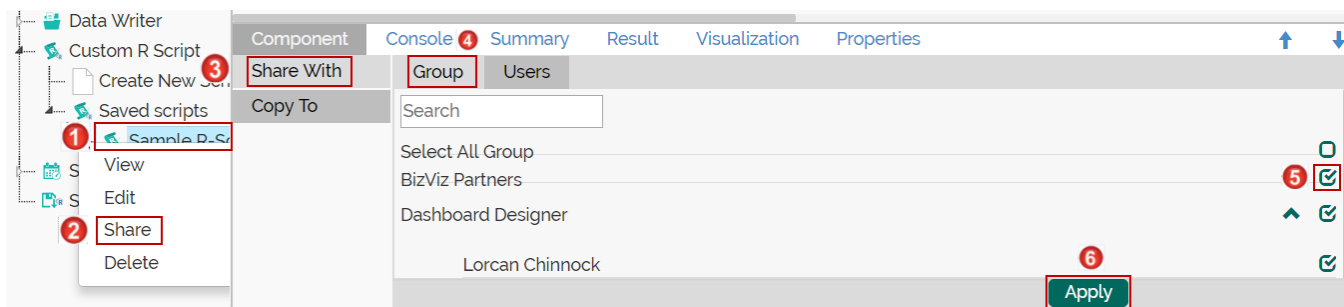 Data Writer
Custom R Script
3
Create New
Saved scripts
1
Sample R-Sc
View
S
Edit
S
2
Share
Delete
Component
Console
4
Summary
Result
Visualization
Properties
Share With
Copy To
Group
Users
Search
Select All Group
BizViz Partners
5
Dashboard Designer
Lorcan Chinnock
6
Apply